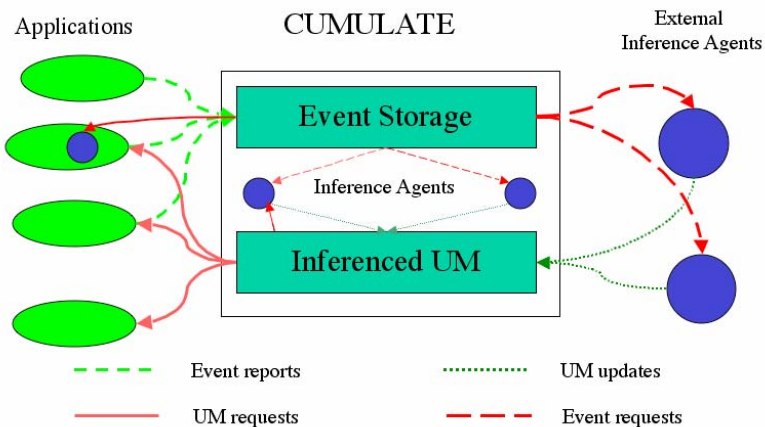 Applications
CUMULATE
External
Inference Agents
Event Storage
Inference Agents
Inferenced UM
Event reports
UM updates
UM requests
Event requests